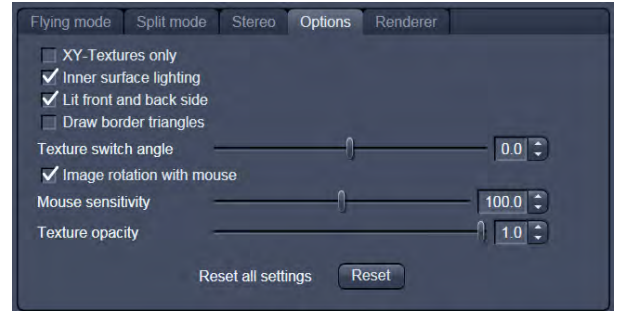 Flying mode Split mode Stereo Options Renderer
XY-Textures only
Inner surface lighting
Lit front and back side
Draw border triangles
Texture switch angle 0.0
Image rotation with mouse
Mouse sensitivity 100.0
Texture opacity 1.0
Reset all settings Reset